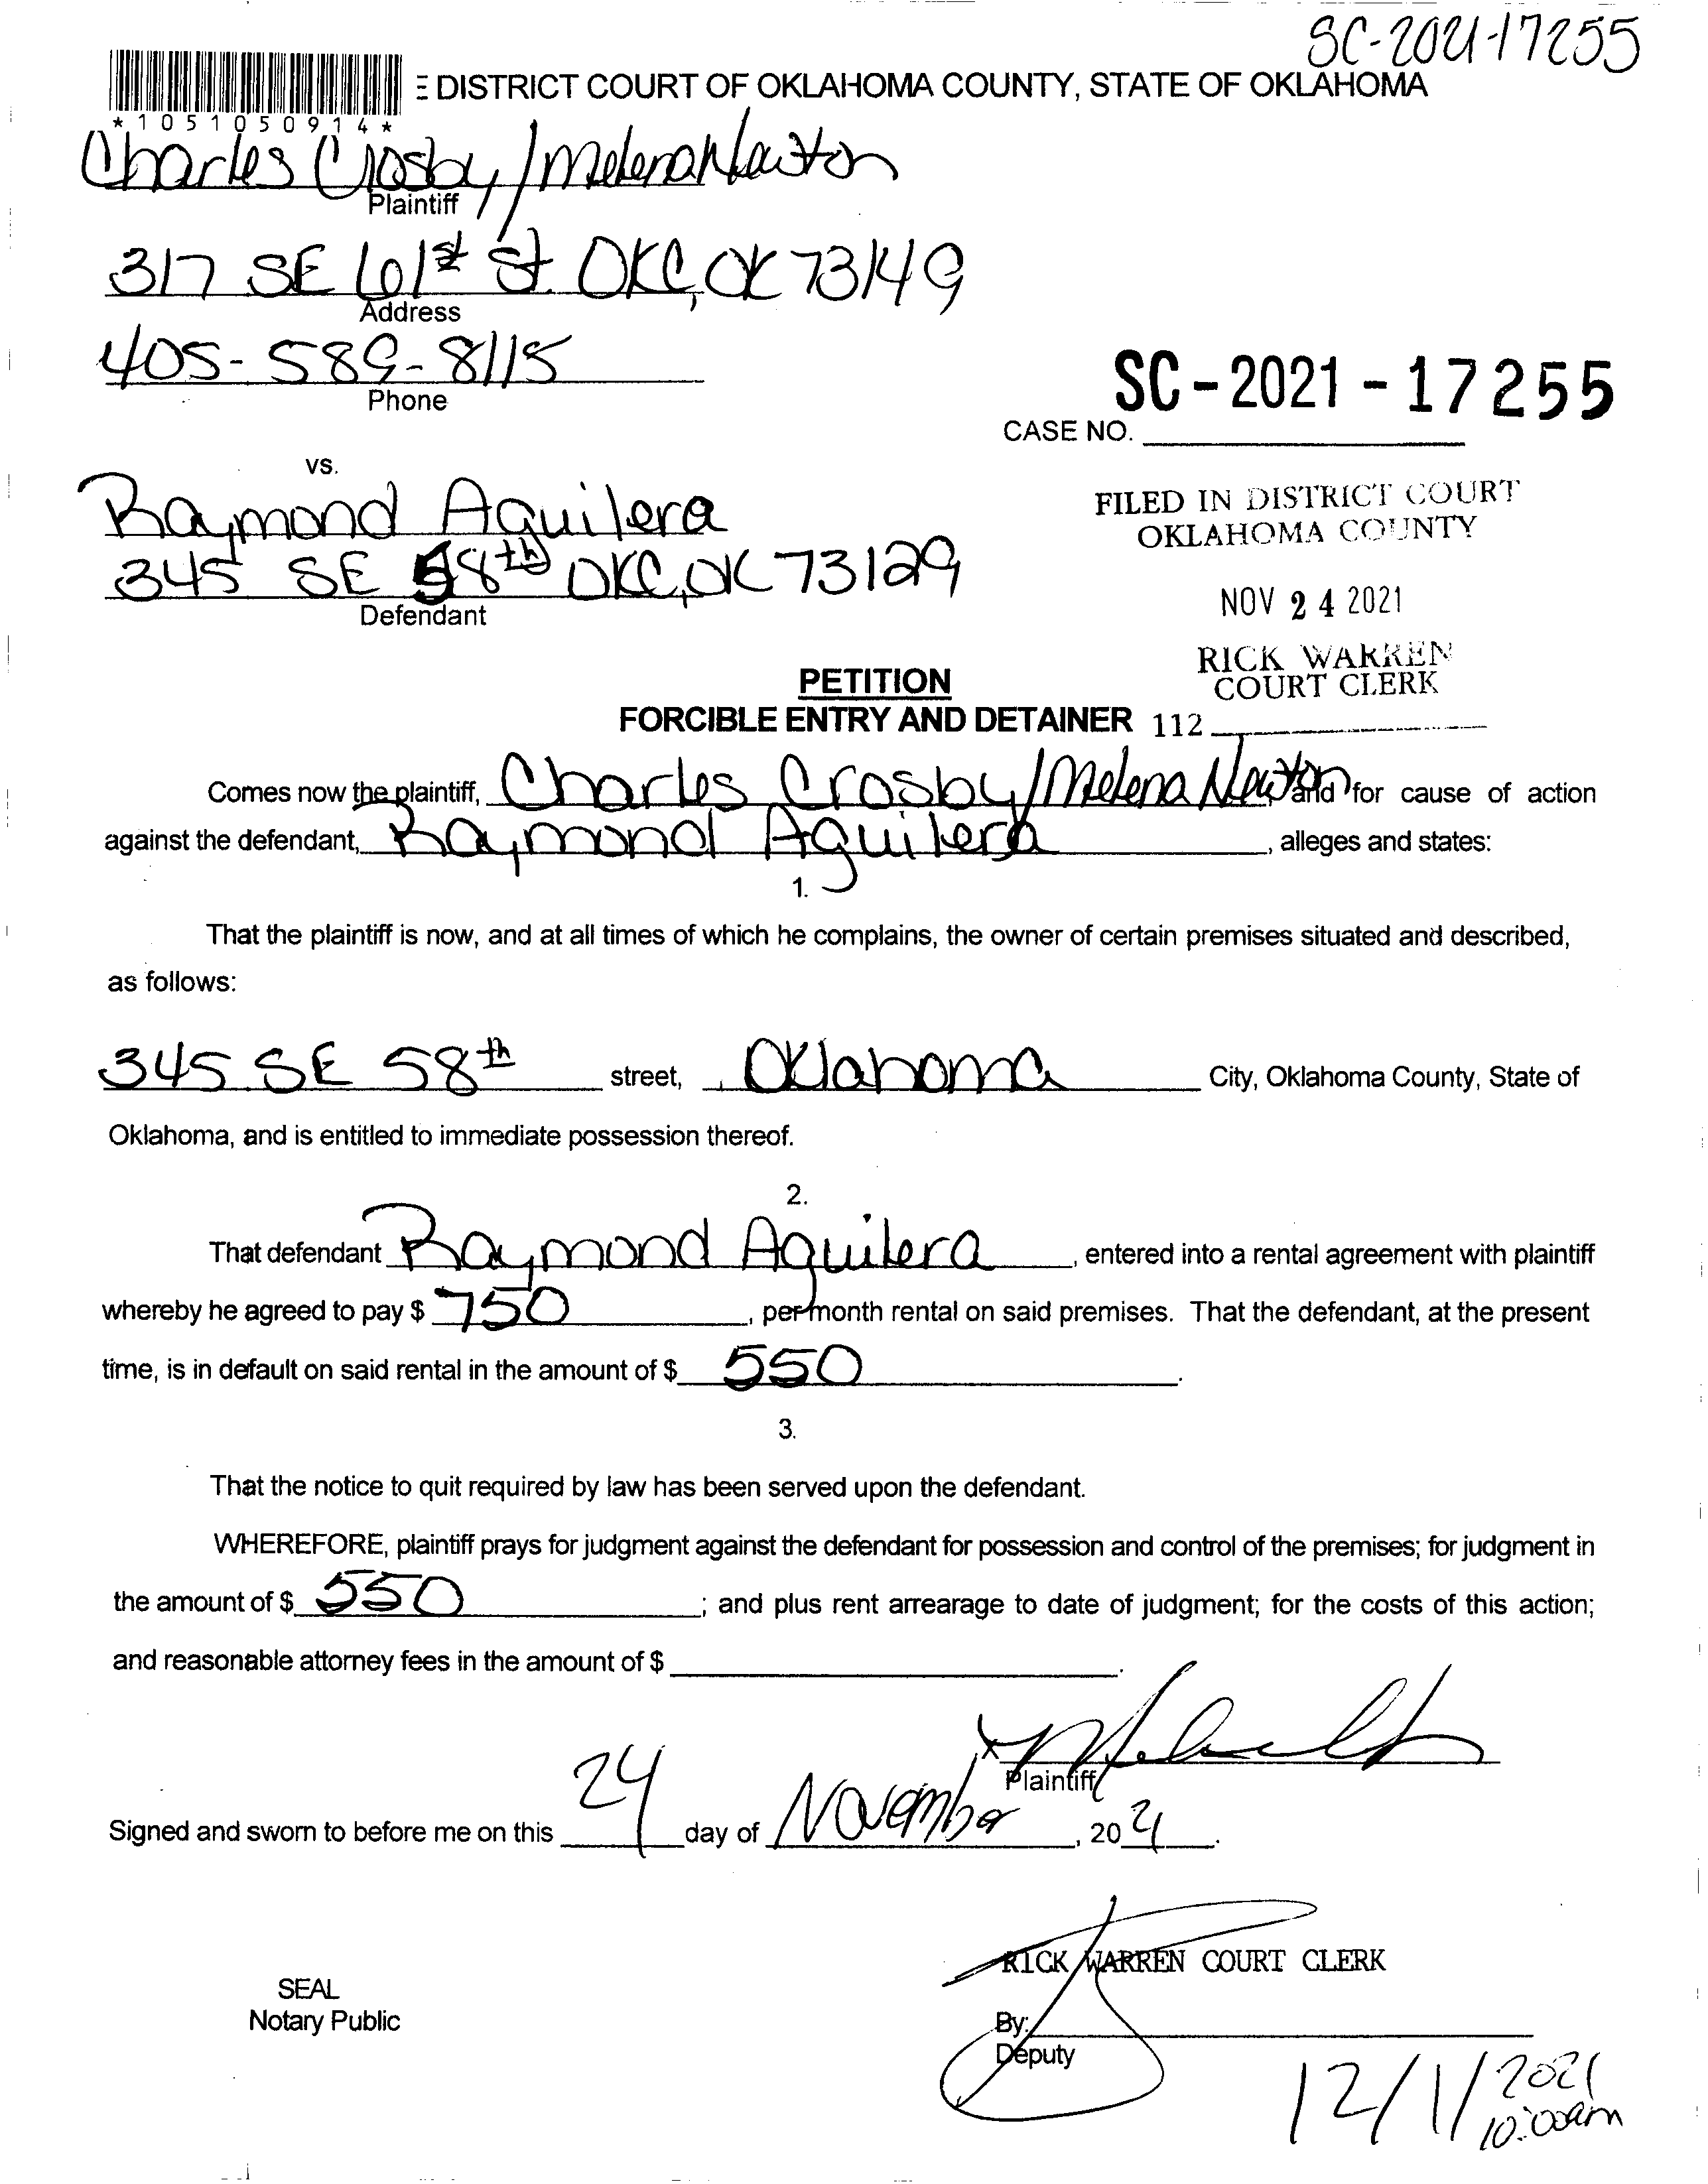 SC-2021-17255
E DISTRICT COURT OF OKLAHOMA COUNTY, STATE OF OKLAHOMA
*1051050914*
Charles Crosby/Melena Newton
Plaintiff
317 SE 61st St. OKC, OK 73149
Address
405-589-8115
Phone
SC-2021-17255
CASE NO.
vs.
Raymond Aguilera
345 SE 58th OKC, OK 73129
Defendant
FILED IN DISTRICT COURT
OKLAHOMA COUNTY
NOV 24 2021
RICK WARREN
COURT CLERK
112
PETITION
FORCIBLE ENTRY AND DETAINER
Comes now the plaintiff, Charles Crosby/Melena Newton, and for cause of action
against the defendant, Raymond Aguilera, alleges and states:
1.
That the plaintiff is now, and at all times of which he complains, the owner of certain premises situated and described,
as follows:
345 SE 58th street, Oklahoma City, Oklahoma County, State of
Oklahoma, and is entitled to immediate possession thereof.
2.
That defendant Raymond Aguilera, entered into a rental agreement with plaintiff
whereby he agreed to pay $ 750, per month rental on said premises. That the defendant, at the present
time, is in default on said rental in the amount of $ 550.
3.
That the notice to quit required by law has been served upon the defendant.
WHEREFORE, plaintiff prays for judgment against the defendant for possession and control of the premises; for judgment in
the amount of $ 550; and plus rent arrearage to date of judgment; for the costs of this action;
and reasonable attorney fees in the amount of $ .
x
Plaintiff
Signed and sworn to before me on this 24 day of November, 2021.
RICK WARREN COURT CLERK
SEAL
Notary Public
By:
Deputy
12/1/2021
10:00am